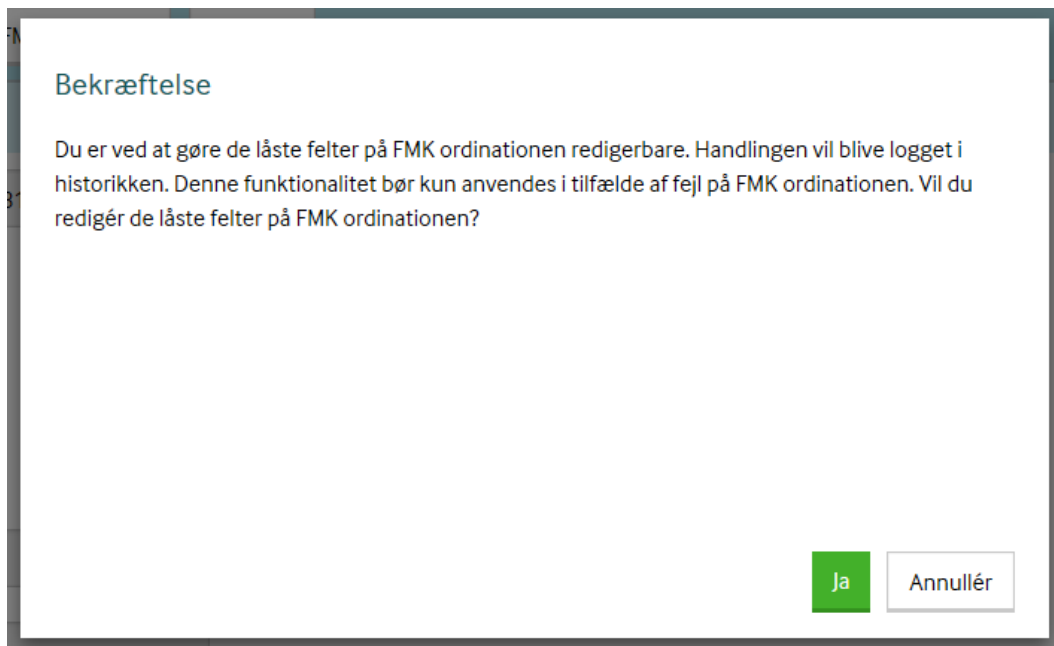 Bekræftelse
Du er ved at gøre de låste felter på FMK ordinationen redigerbare. Handlingen vil blive logget i
historikken. Denne funktionalitet bør kun anvendes i tilfælde af fejl på FMK ordinationen. Vil du
redigér de låste felter på FMK ordinationen?
Ja
Annullér